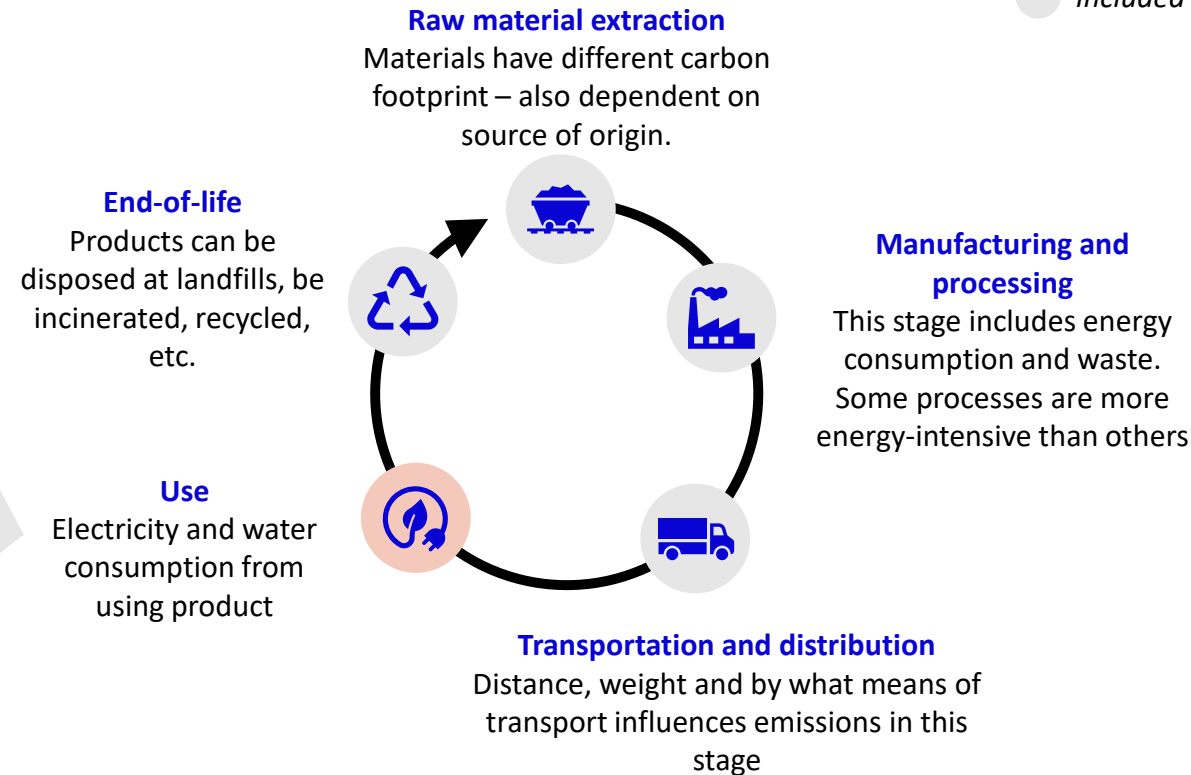 Included
Raw material extraction
Materials have different carbon
footprint – also dependent on
source of origin.
End-of-life
Products can be
disposed at landfills, be
incinerated, recycled,
etc.
Manufacturing and
processing
This stage includes energy
consumption and waste.
Some processes are more
energy-intensive than others
Use
Electricity and water
consumption from
using product
Transportation and distribution
Distance, weight and by what means of
transport influences emissions in this
stage